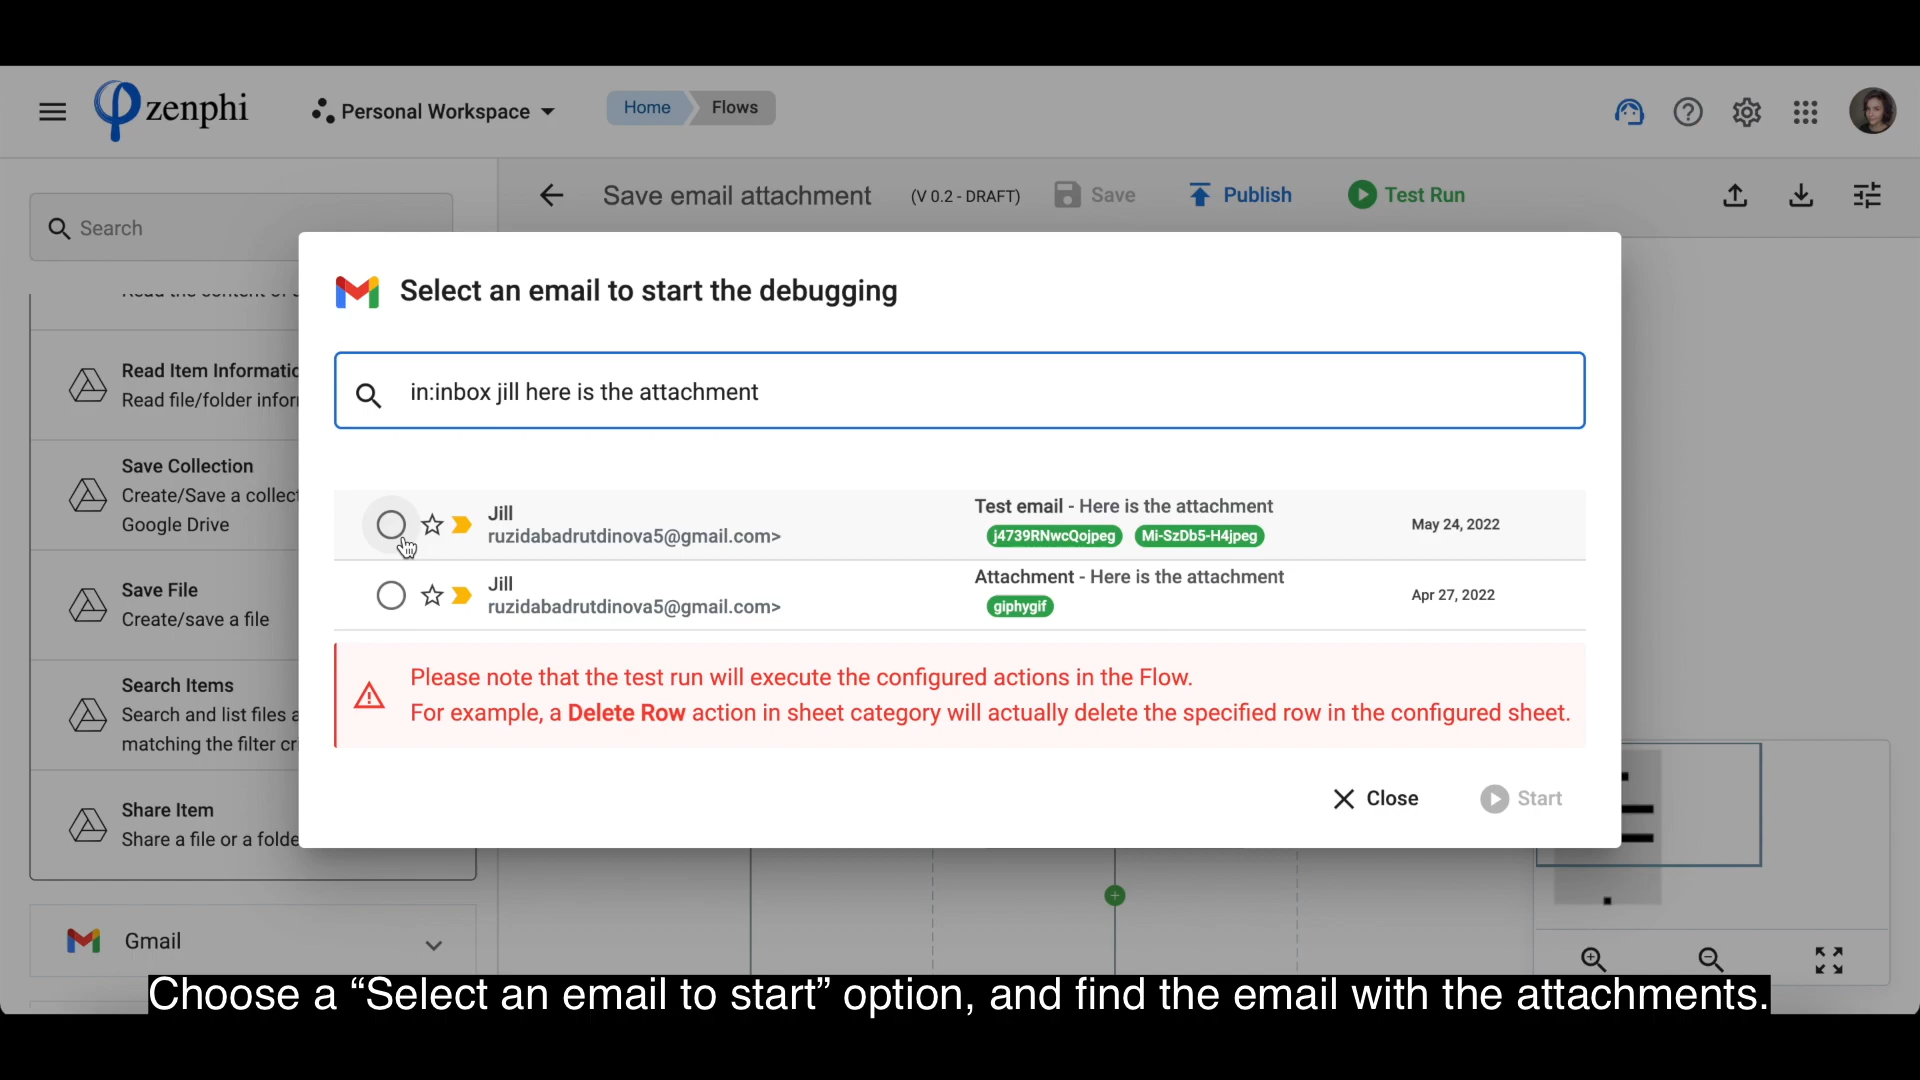 zenphi
Personal Workspace
Home
Flows
Search
Save email attachment
(V 0.2 - DRAFT)
Save
Publish
Test Run
Read Item Informatio
Read file/folder infor
Save Collection
Create/Save a collect
Google Drive
Save File
Create/save a file
Search Items
Search and list files a
matching the filter cr
Share Item
Share a file or a folde
Gmail
Select an email to start the debugging
in:inbox jill here is the attachment
Jill
ruzidabadrutdinova5@gmail.com>
Test email - Here is the attachment
j4739RNwcQojpeg
Mi-SzDb5-H4jpeg
May 24, 2022
Jill
ruzidabadrutdinova5@gmail.com>
Attachment - Here is the attachment
giphygif
Apr 27, 2022
Please note that the test run will execute the configured actions in the Flow.
For example, a Delete Row action in sheet category will actually delete the specified row in the configured sheet.
Close
Start
Choose a “Select an email to start” option, and find the email with the attachments.